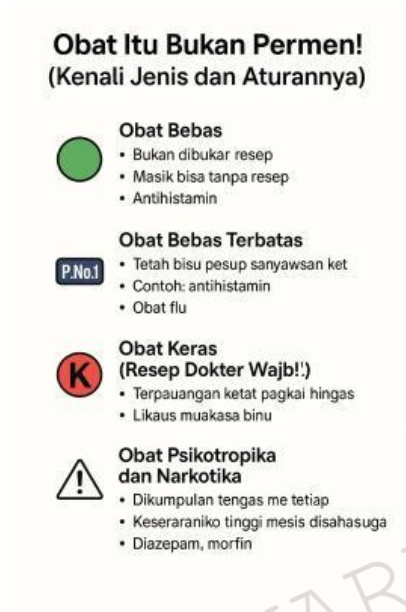 Obat Itu Bukan Permen!
(Kenali Jenis dan Aturannya)
Obat Bebas
• Bukan dibukar resep
• Masik bisa tanpa resep
• Antihistamin
P.No.1
Obat Bebas Terbatas
• Tetah bisu pesup sanyawsan ket
• Contoh: antihistamin
• Obat flu
K
Obat Keras
(Resep Dokter Wajb!!)
• Terpauangan ketat pagkai hingas
• Likaus muakasa binu
!
Obat Psikotropika
dan Narkotika
• Dikumpulan tengas me tetiap
• Keseraraniko tinggi mesis disahasuga
• Diazepam, morfin